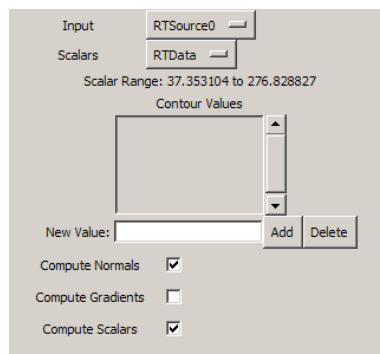 Input RTSource0
Scalars RTData
Scalar Range: 37.353104 to 276.828827
Contour Values
New Value: Add Delete
Compute Normals
Compute Gradients
Compute Scalars